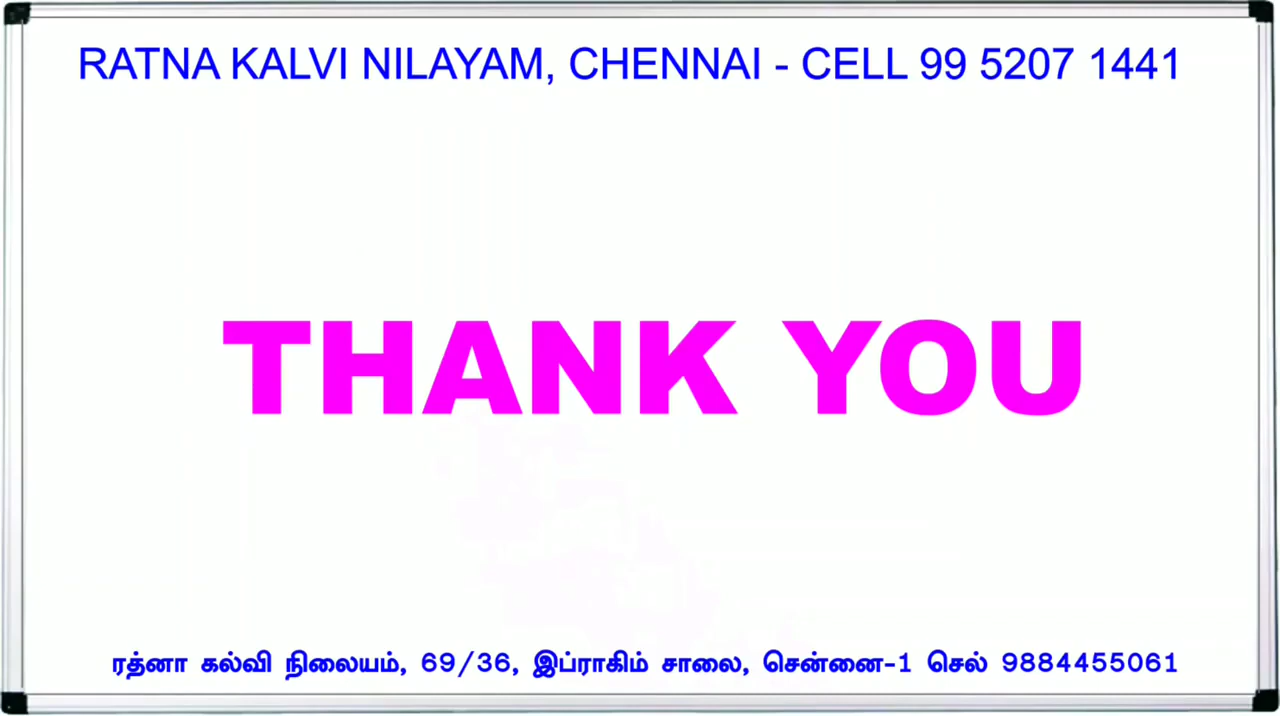 RATNA KALVI NILAYAM, CHENNAI - CELL 99 5207 1441
THANK YOU
ரத்னா கல்வி நிலையம், 69/36, இப்ராகிம் சாலை, சென்னை-1 செல் 9884455061